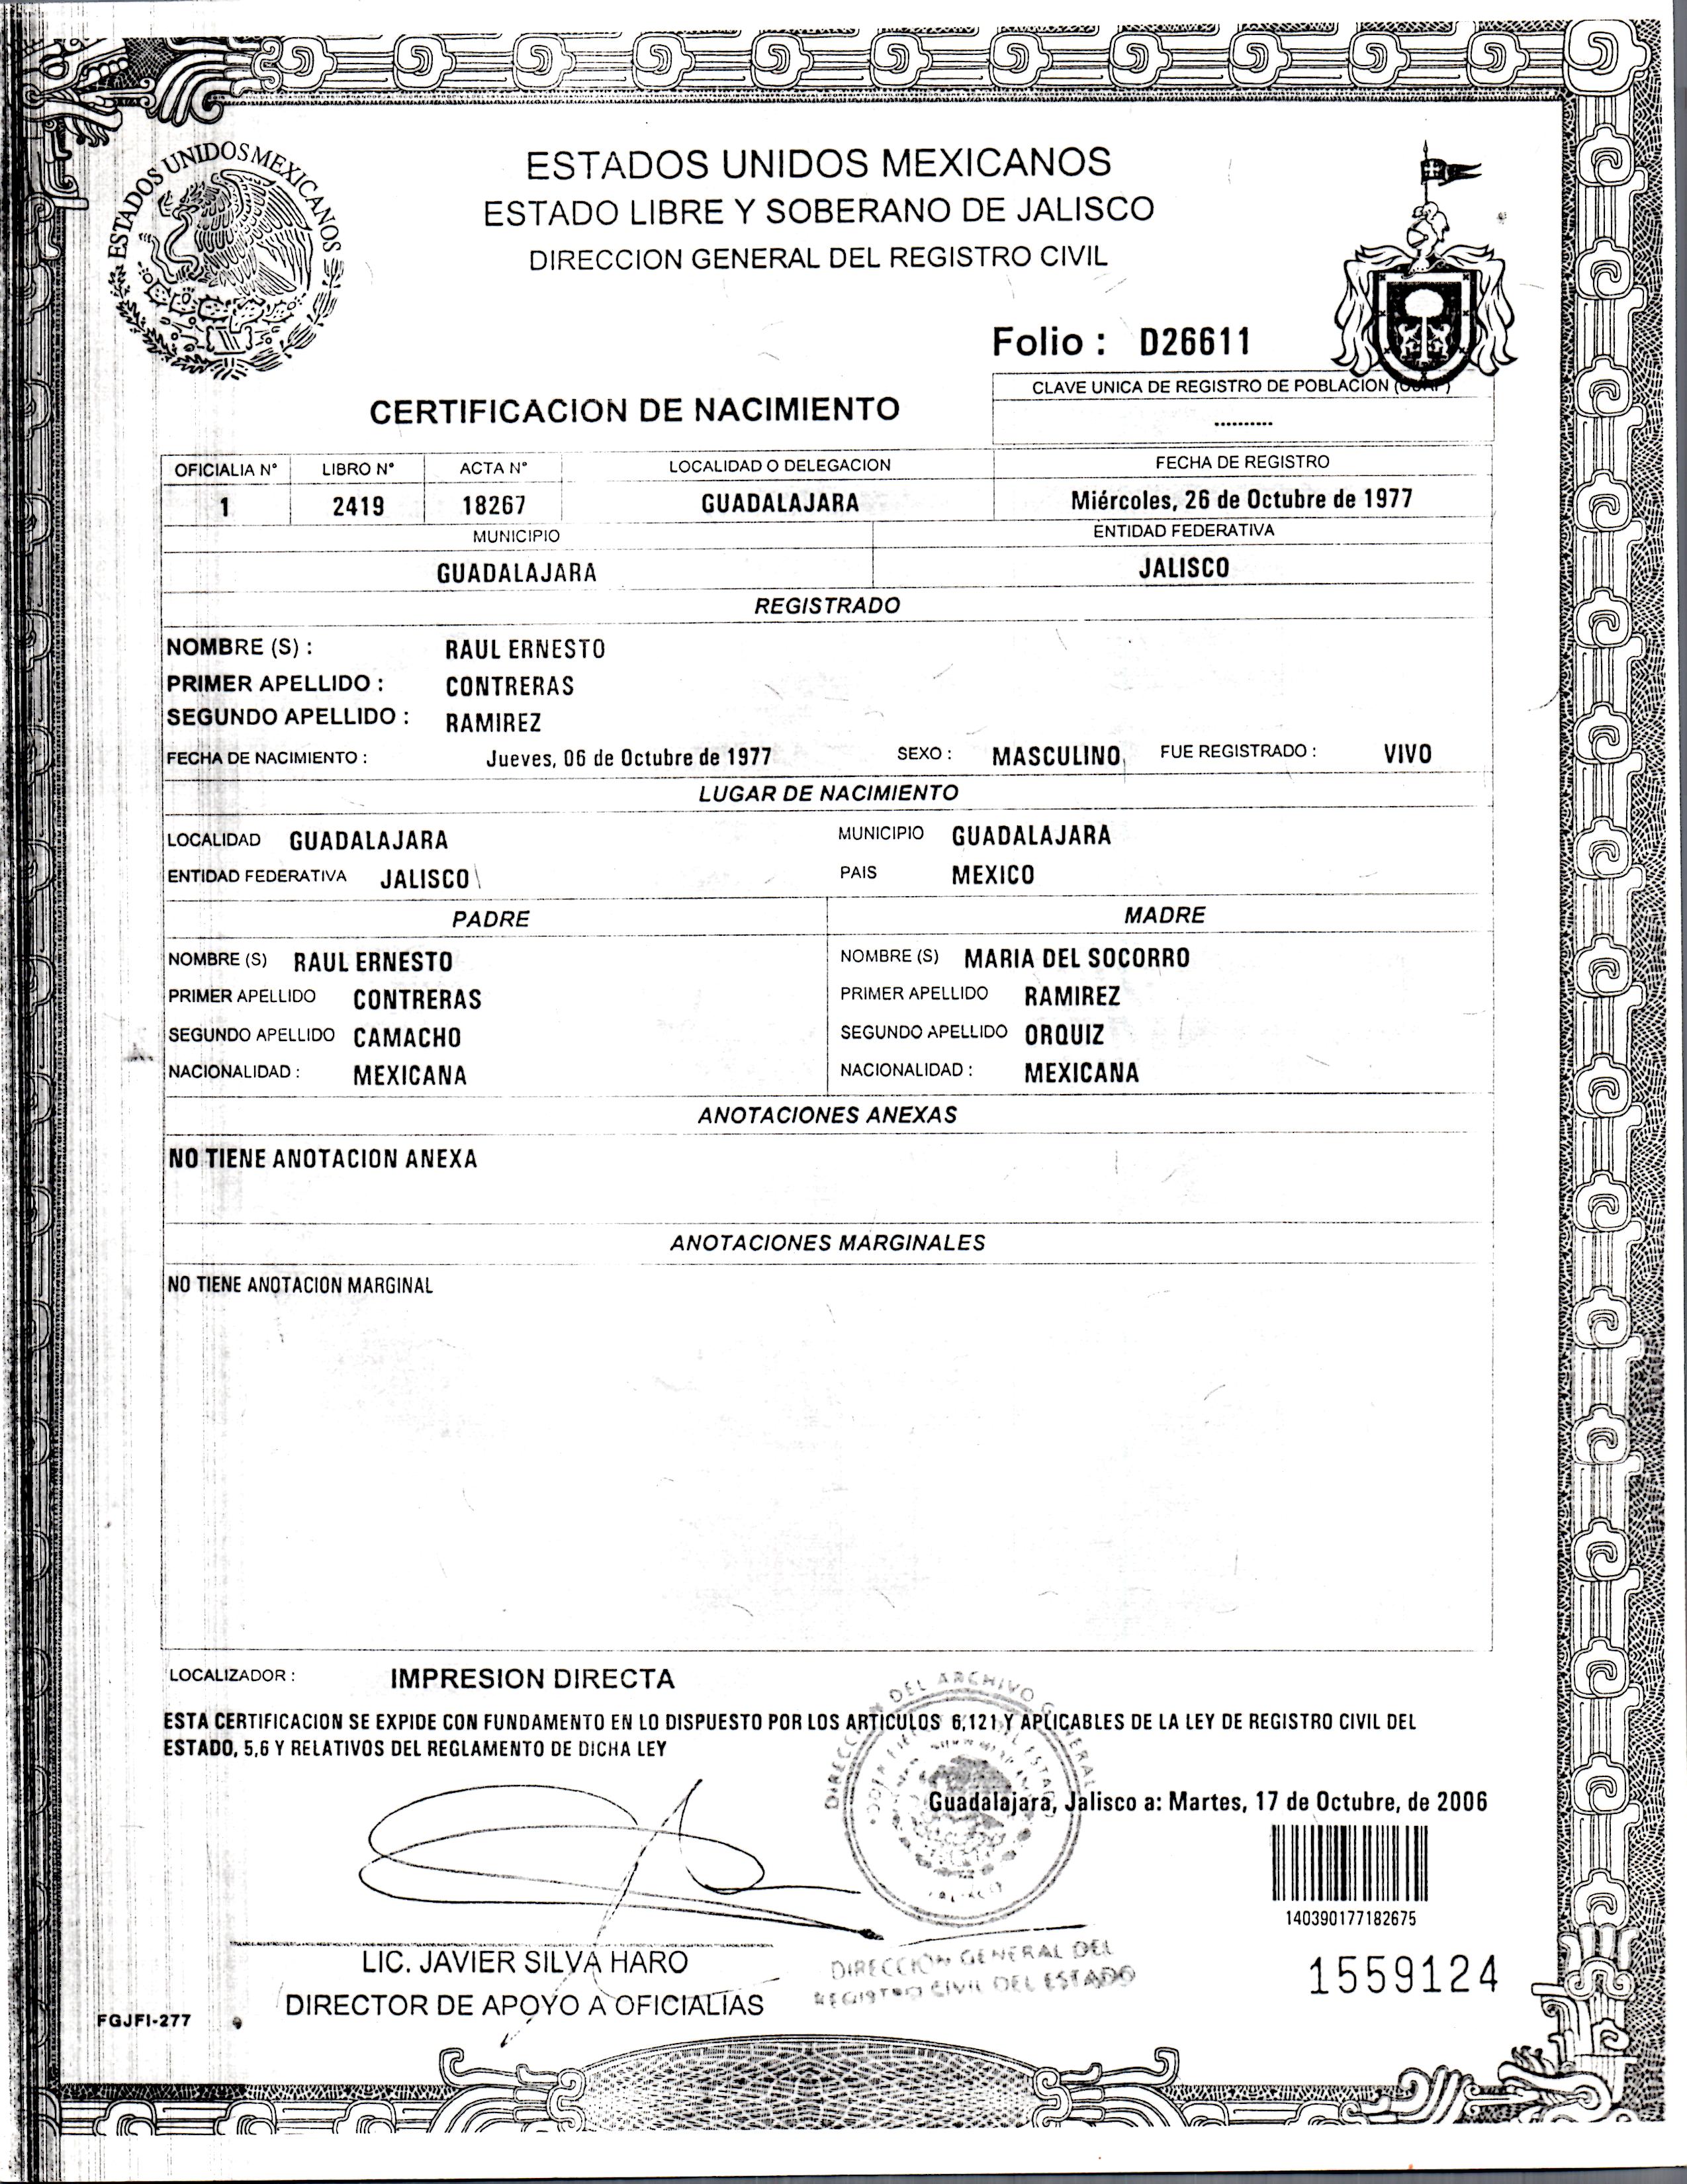 ESTADOS UNIDOS MEXICANOS
ESTADOS UNIDOS MEXICANOS
ESTADO LIBRE Y SOBERANO DE JALISCO
DIRECCION GENERAL DEL REGISTRO CIVIL
Folio : D26611
CLAVE UNICA DE REGISTRO DE POBLACION (CURP)
..........
CERTIFICACION DE NACIMIENTO
OFICIALIA N° LIBRO N° ACTA N° LOCALIDAD O DELEGACION FECHA DE REGISTRO
1 2419 18267 GUADALAJARA Miércoles, 26 de Octubre de 1977
MUNICIPIO ENTIDAD FEDERATIVA
GUADALAJARA JALISCO
REGISTRADO
NOMBRE (S) : RAUL ERNESTO
PRIMER APELLIDO : CONTRERAS
SEGUNDO APELLIDO : RAMIREZ
FECHA DE NACIMIENTO : Jueves, 06 de Octubre de 1977 SEXO : MASCULINO FUE REGISTRADO : VIVO
LUGAR DE NACIMIENTO
LOCALIDAD GUADALAJARA MUNICIPIO GUADALAJARA
ENTIDAD FEDERATIVA JALISCO PAIS MEXICO
PADRE MADRE
NOMBRE (S) RAUL ERNESTO NOMBRE (S) MARIA DEL SOCORRO
PRIMER APELLIDO CONTRERAS PRIMER APELLIDO RAMIREZ
SEGUNDO APELLIDO CAMACHO SEGUNDO APELLIDO ORQUIZ
NACIONALIDAD : MEXICANA NACIONALIDAD : MEXICANA
ANOTACIONES ANEXAS
NO TIENE ANOTACION ANEXA
ANOTACIONES MARGINALES
NO TIENE ANOTACION MARGINAL
LOCALIZADOR : IMPRESION DIRECTA
ESTA CERTIFICACION SE EXPIDE CON FUNDAMENTO EN LO DISPUESTO POR LOS ARTICULOS 6,121 Y APLICABLES DE LA LEY DE REGISTRO CIVIL DEL
ESTADO, 5,6 Y RELATIVOS DEL REGLAMENTO DE DICHA LEY
DIRECCION DEL ARCHIVO GENERAL
Guadalajara, Jalisco a: Martes, 17 de Octubre, de 2006
140390177182675
LIC. JAVIER SILVA HARO
DIRECTOR DE APOYO A OFICIALIAS
DIRECCION GENERAL DEL
REGISTRO CIVIL DEL ESTADO
1559124
FGJFI-277